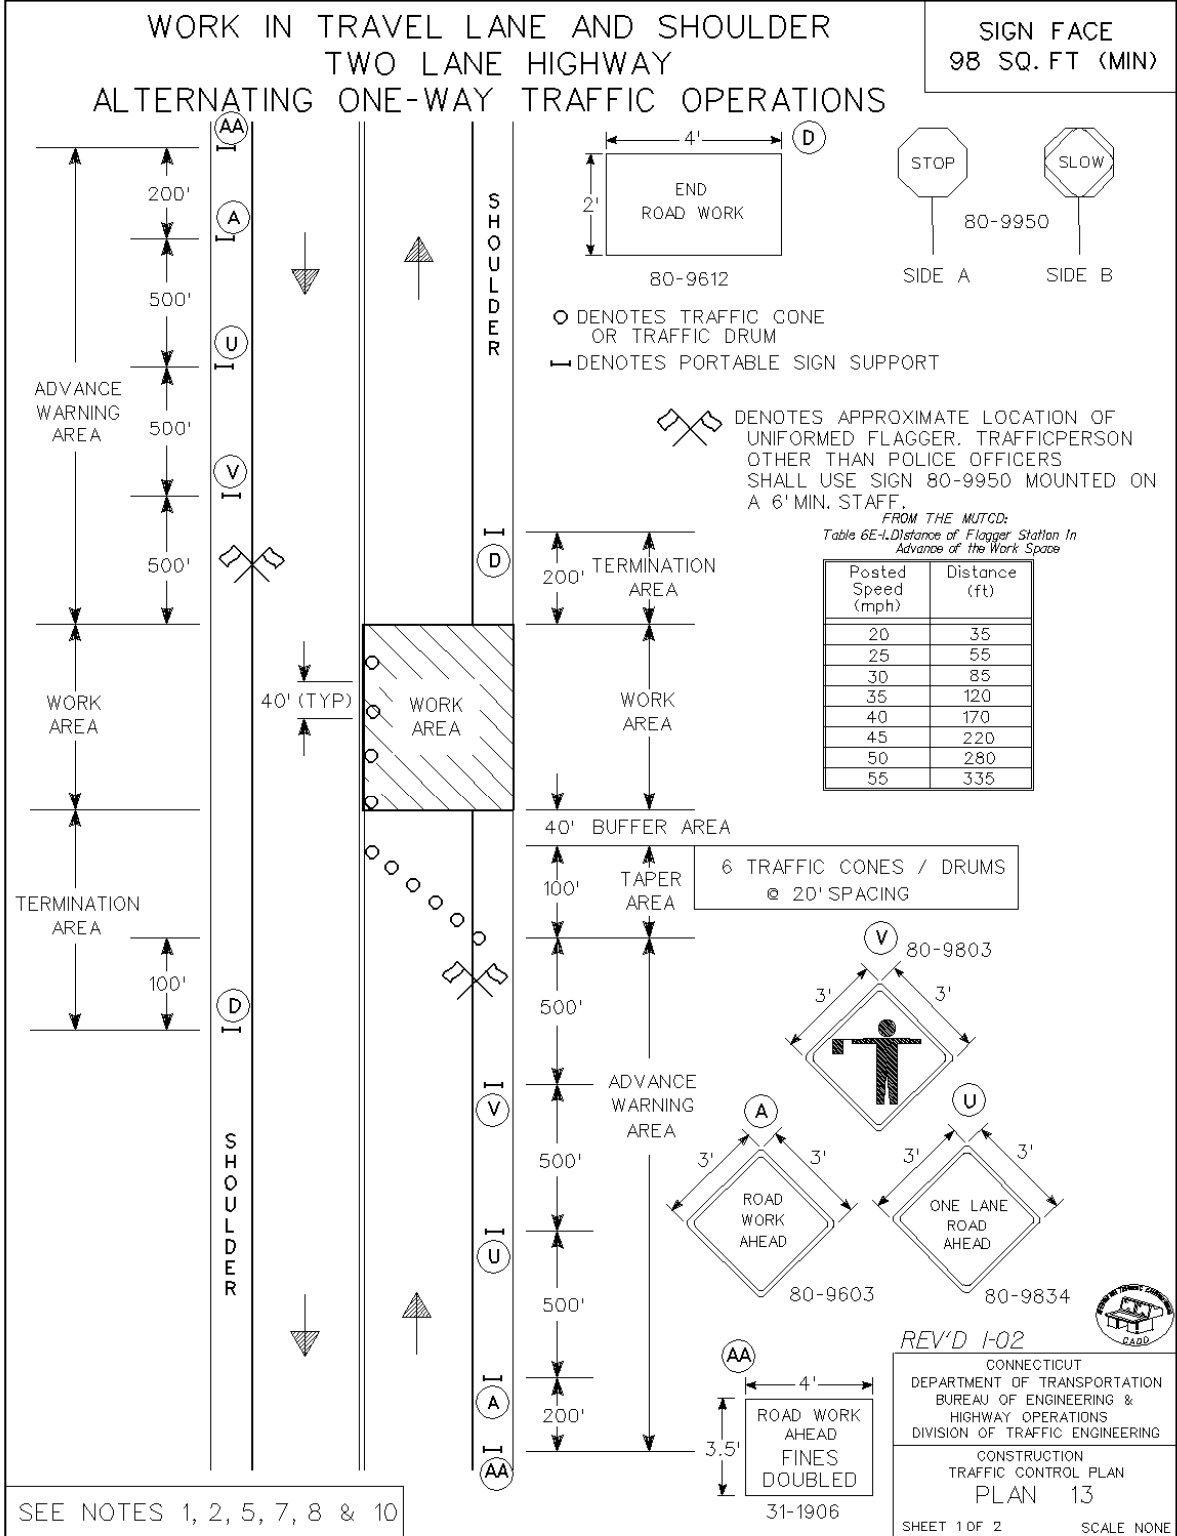 WORK IN TRAVEL LANE AND SHOULDER
TWO LANE HIGHWAY
ALTERNATING ONE-WAY TRAFFIC OPERATIONS
SIGN FACE
98 SQ. FT (MIN)
AA
200'
A
500'
U
500'
V
500'
ADVANCE
WARNING
AREA
SHOULDER
4'
D
2'
END
ROAD WORK
80-9612
STOP
SLOW
80-9950
SIDE A
SIDE B
DENOTES TRAFFIC CONE
OR TRAFFIC DRUM
DENOTES PORTABLE SIGN SUPPORT
DENOTES APPROXIMATE LOCATION OF
UNIFORMED FLAGGER. TRAFFICPERSON
OTHER THAN POLICE OFFICERS
SHALL USE SIGN 80-9950 MOUNTED ON
A 6' MIN. STAFF.
FROM THE MUTCD:
Table 6E-1. Distance of Flagger Station in
Advance of the Work Space
Posted Speed (mph) Distance (ft)
20 35
25 55
30 85
35 120
40 170
45 220
50 280
55 335
D
200'
TERMINATION
AREA
WORK
AREA
40' (TYP)
WORK
AREA
WORK
AREA
40' BUFFER AREA
100'
TAPER
AREA
6 TRAFFIC CONES / DRUMS
@ 20' SPACING
TERMINATION
AREA
100'
D
SHOULDER
500'
V
500'
U
500'
A
200'
AA
ADVANCE
WARNING
AREA
V
80-9803
3'
3'
A
3'
3'
ROAD
WORK
AHEAD
80-9603
U
3'
3'
ONE LANE
ROAD
AHEAD
80-9834
AA
4'
3.5'
ROAD WORK
AHEAD
FINES
DOUBLED
31-1906
CADD
REV'D 1-02
CONNECTICUT
DEPARTMENT OF TRANSPORTATION
BUREAU OF ENGINEERING &
HIGHWAY OPERATIONS
DIVISION OF TRAFFIC ENGINEERING
CONSTRUCTION
TRAFFIC CONTROL PLAN
PLAN 13
SHEET 1 OF 2 SCALE NONE
SEE NOTES 1, 2, 5, 7, 8 & 10